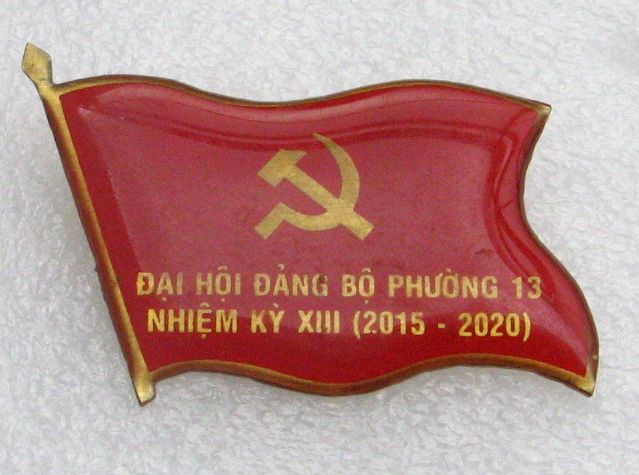 ĐẠI HỘI ĐẢNG BỘ PHƯỜNG 13
NHIỆM KỲ XIII (2015 - 2020)